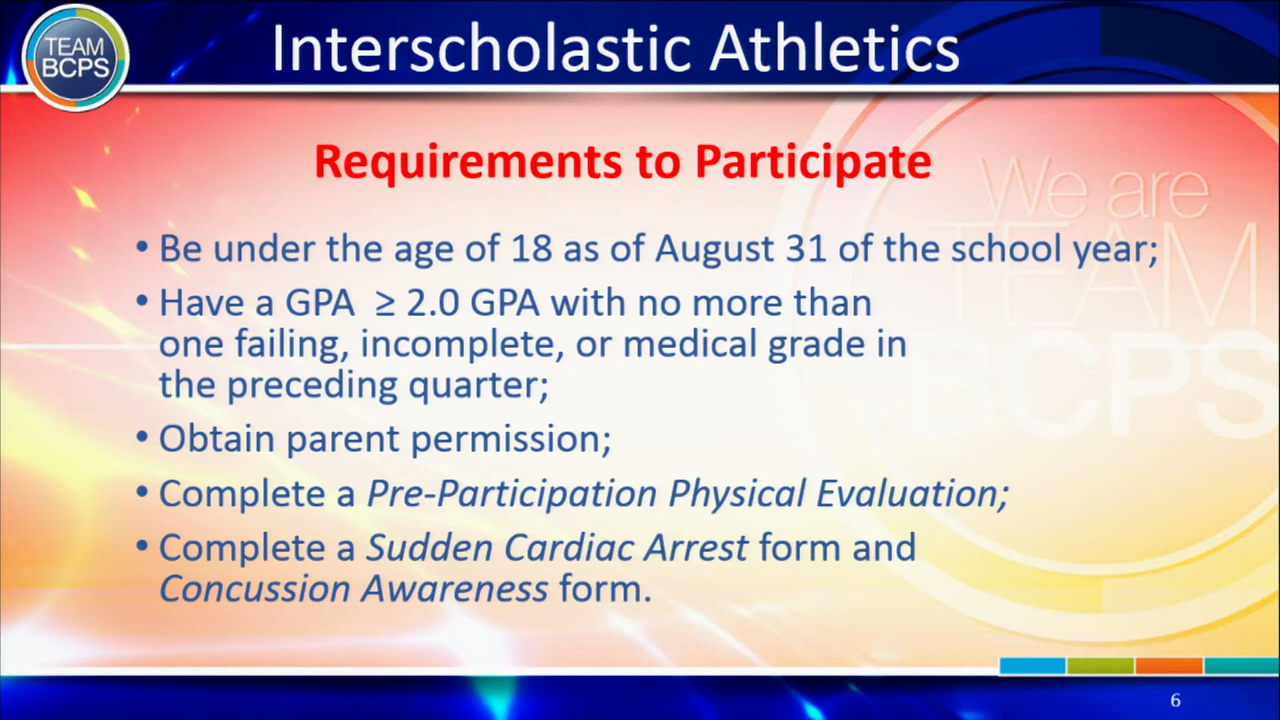 TEAM
BCPS
Interscholastic Athletics
Requirements to Participate
We are
TEAM
BCPS
• Be under the age of 18 as of August 31 of the school year;
• Have a GPA ≥ 2.0 GPA with no more than
one failing, incomplete, or medical grade in
the preceding quarter;
• Obtain parent permission;
• Complete a Pre-Participation Physical Evaluation;
• Complete a Sudden Cardiac Arrest form and
Concussion Awareness form.
6